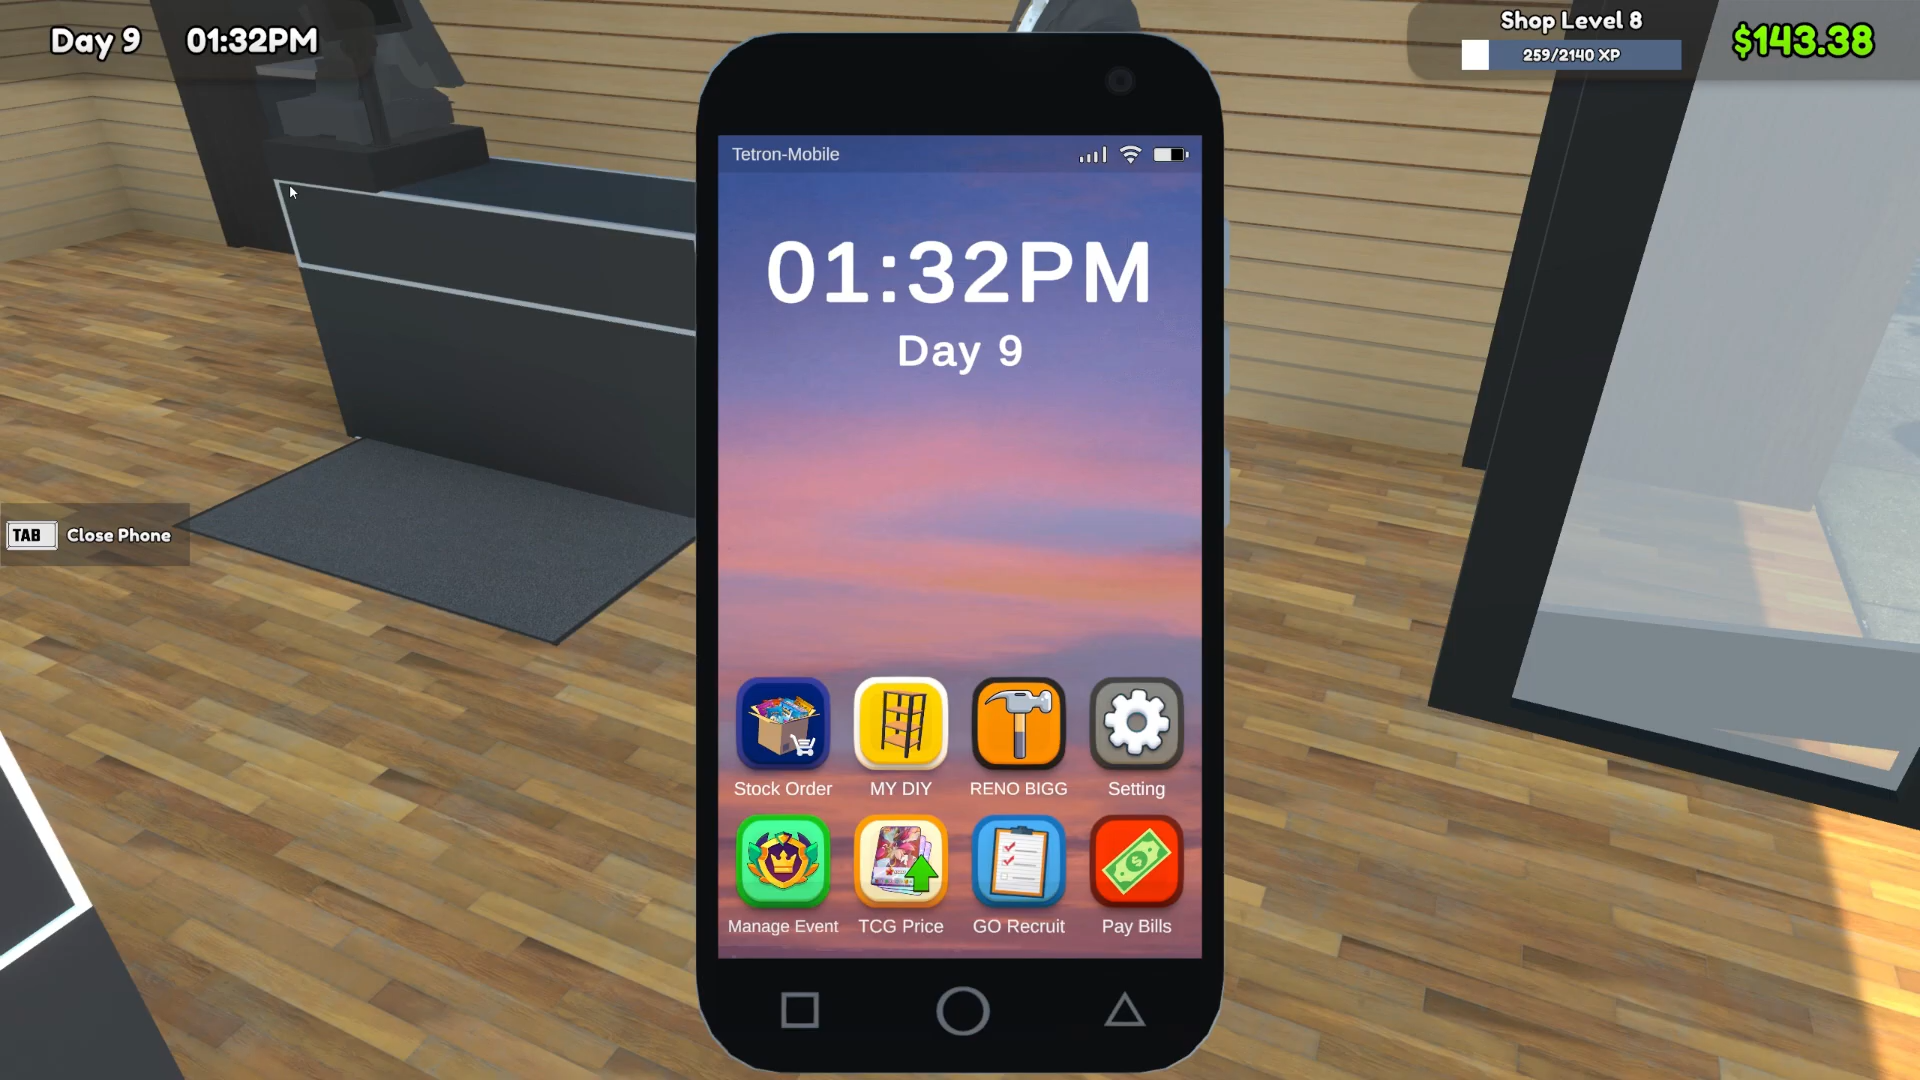 Day 9 01:32PM
Shop Level 8
259/2140 XP
$143.38
Tetron-Mobile
01:32PM
Day 9
TAB Close Phone
Stock Order MY DIY RENO BIGG Setting
Manage Event TCG Price GO Recruit Pay Bills